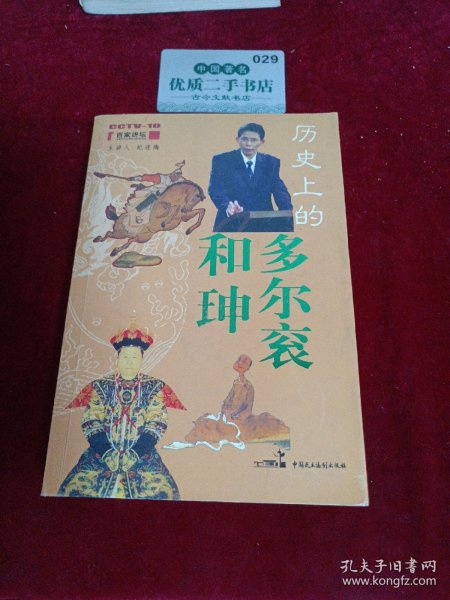 029
中国著名
优质二手书店
古今文献书店
CCTV-10
百家讲坛
主讲人 纪连海
历史上的
多尔衮
和珅
中国民主法制出版社
孔夫子旧书网
www.kongfz.com